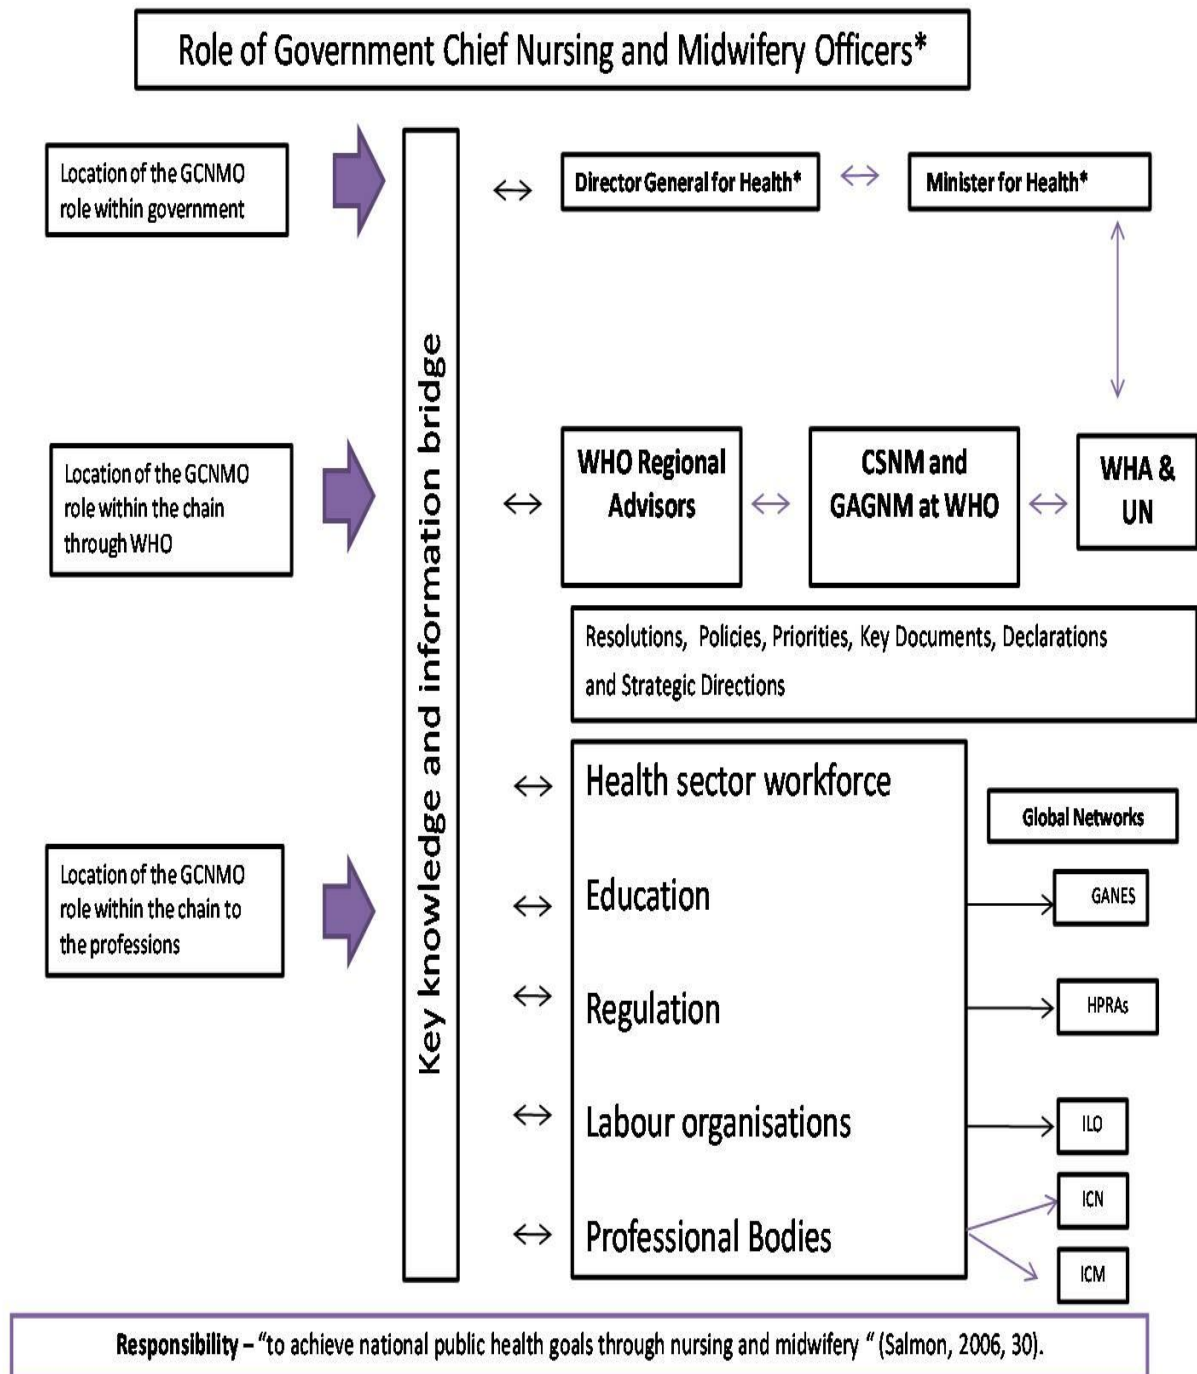 Role of Government Chief Nursing and Midwifery Officers*
Location of the GCNMO
role within government
Director General for Health*
Minister for Health*
Key knowledge and information bridge
Location of the GCNMO
role within the chain
through WHO
WHO Regional
Advisors
CSNM and
GAGNM at WHO
WHA &
UN
Resolutions, Policies, Priorities, Key Documents, Declarations
and Strategic Directions
Health sector workforce
Global Networks
Location of the GCNMO
role within the chain to
the professions
Education
GANES
Regulation
HPRAs
Labour organisations
ILO
Professional Bodies
ICN
ICM
Responsibility – “to achieve national public health goals through nursing and midwifery “ (Salmon, 2006, 30).